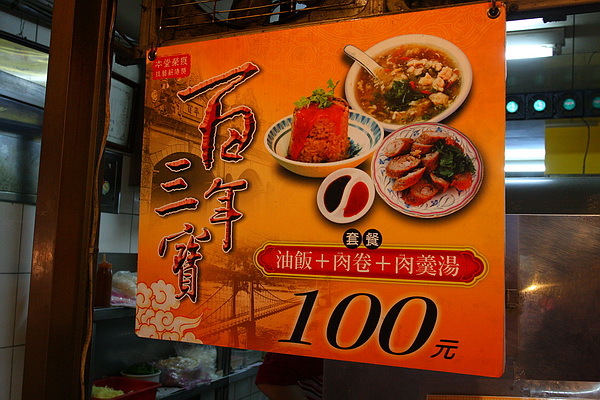 百年
三寶
套餐
油飯+肉卷+肉羹湯
100元